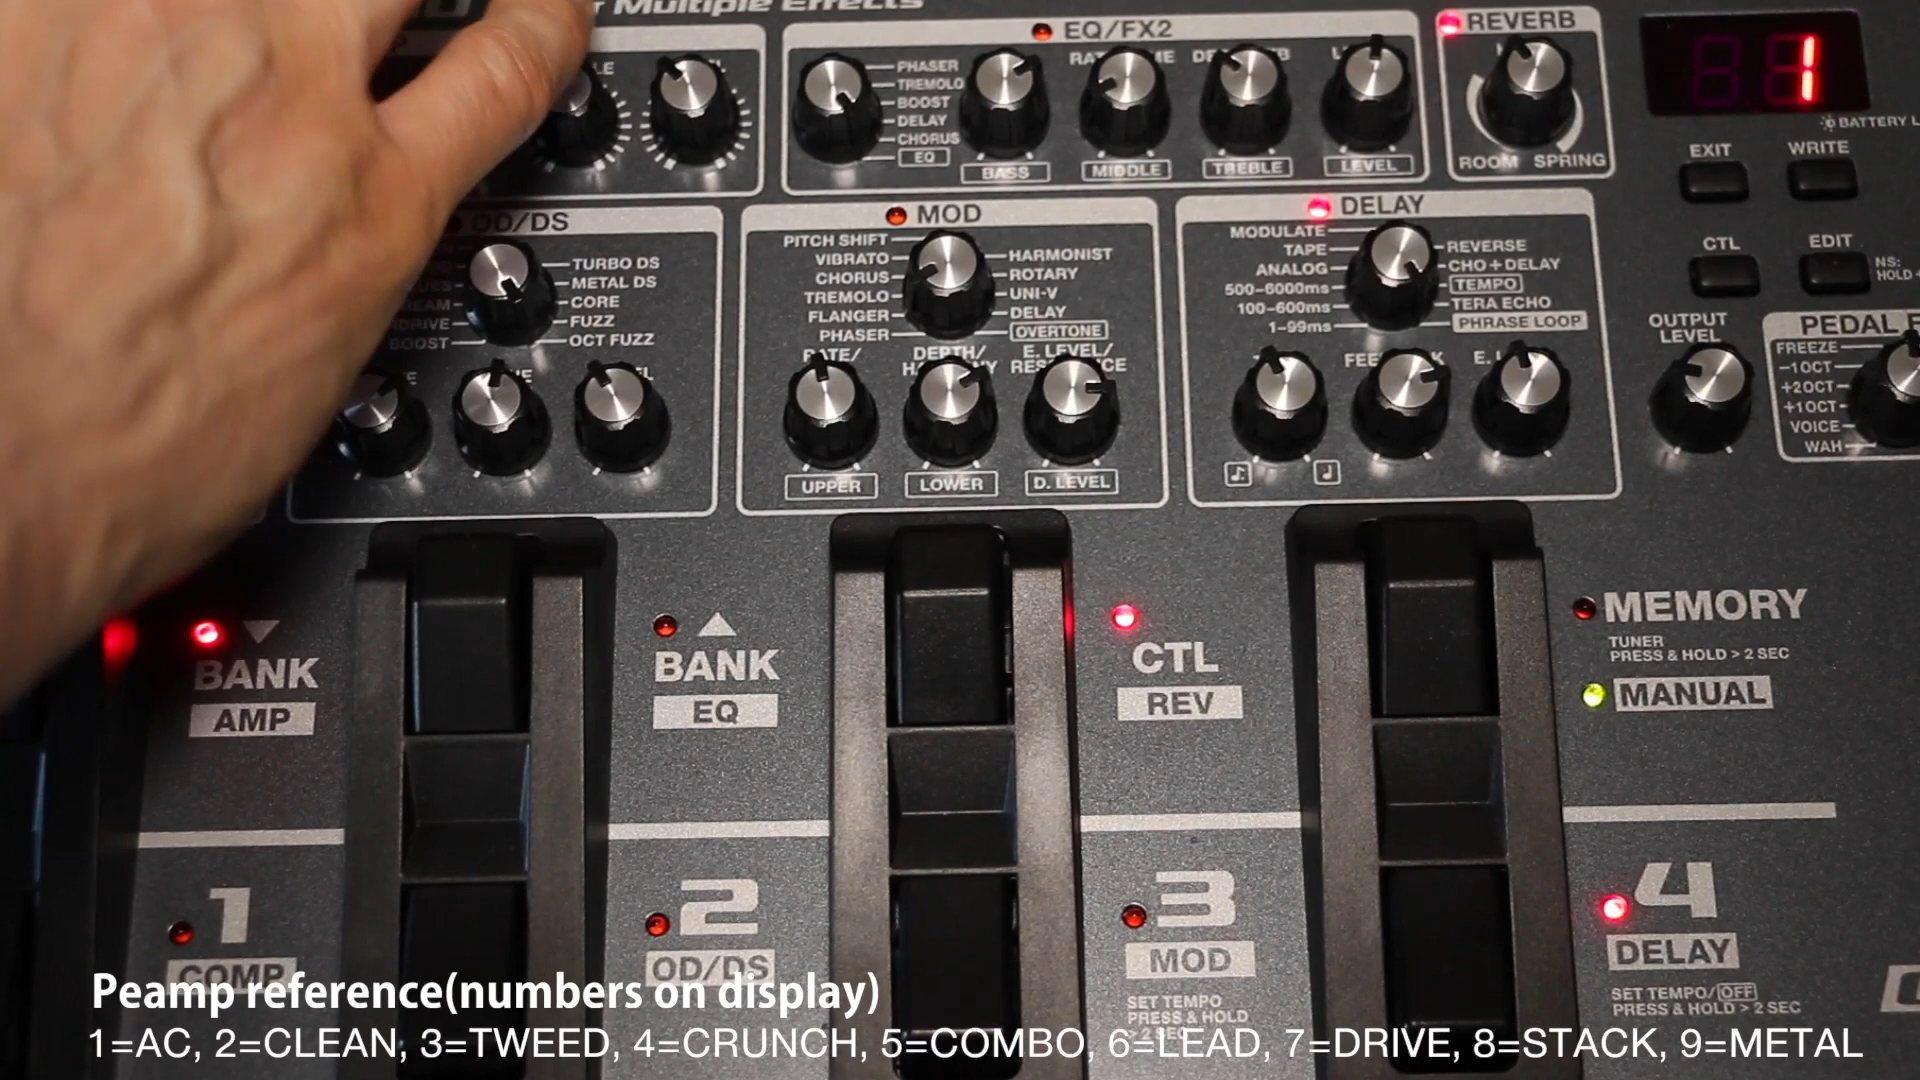 Multiple Effects
EQ/FX2
PHASER
TREMOLO
BOOST
DELAY
CHORUS
EQ
BASS
MIDDLE
TREBLE
LEVEL
REVERB
ROOM SPRING
1
BATTERY
EXIT
WRITE
CTL
EDIT
NS:
HOLD
OD/DS
TURBO DS
METAL DS
CORE
FUZZ
OCT FUZZ
BOOST
MOD
PITCH SHIFT
VIBRATO
CHORUS
TREMOLO
FLANGER
PHASER
HARMONIST
ROTARY
UNI-V
DELAY
OVERTONE
RATE/
DEPTH/
E. LEVEL/
UPPER
LOWER
D. LEVEL
DELAY
MODULATE
TAPE
ANALOG
500-6000ms
100-600ms
1-99ms
REVERSE
CHO+DELAY
TEMPO
TERA ECHO
PHRASE LOOP
OUTPUT
LEVEL
PEDAL
FREEZE
-1OCT
+2OCT
+1OCT
VOICE
WAH
BANK
AMP
BANK
EQ
CTL
REV
MEMORY
TUNER
PRESS & HOLD > 2 SEC
MANUAL
1
COMP
2
OD/DS
3
MOD
SET TEMPO
PRESS & HOLD
> 2 SEC
4
DELAY
SET TEMPO/OFF
PRESS & HOLD > 2 SEC
Peamp reference(numbers on display)
1=AC, 2=CLEAN, 3=TWEED, 4=CRUNCH, 5=COMBO, 6=LEAD, 7=DRIVE, 8=STACK, 9=METAL